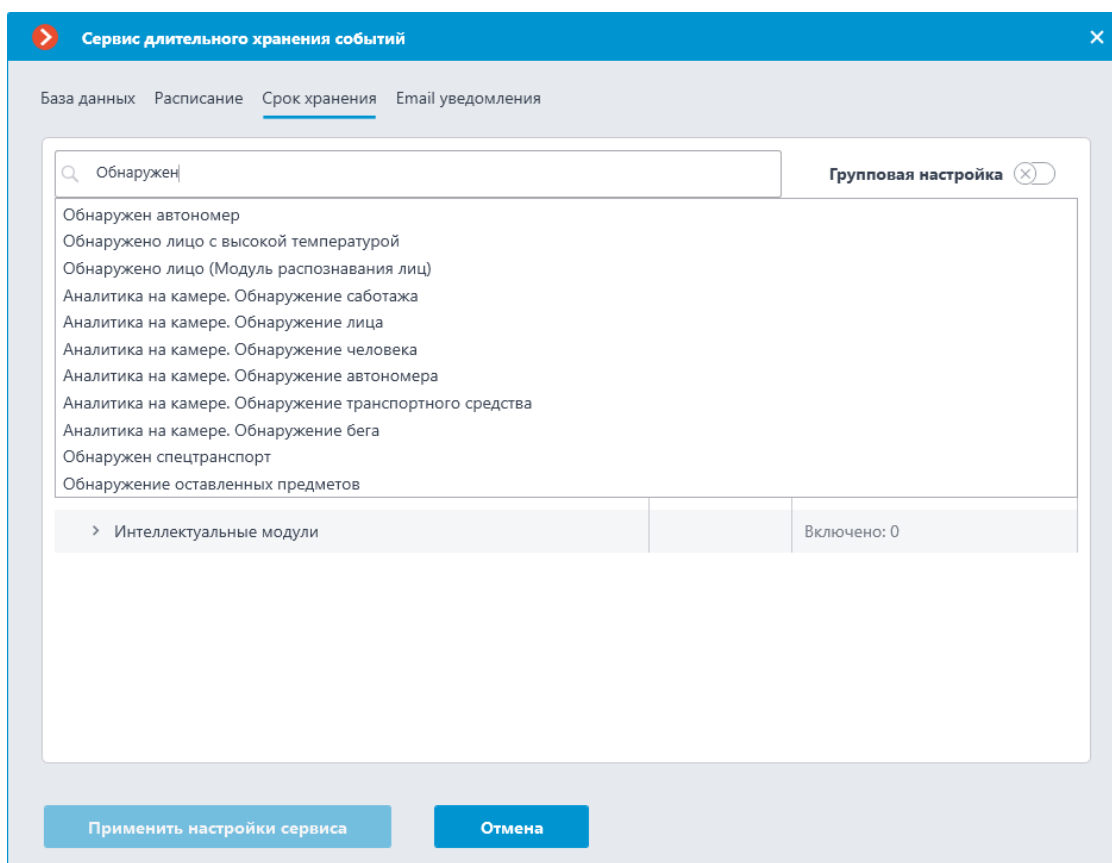 Сервис длительного хранения событий
База данных Расписание Срок хранения Email уведомления
Обнаружен Групповая настройка
Обнаружен автономер
Обнаружено лицо с высокой температурой
Обнаружено лицо (Модуль распознавания лиц)
Аналитика на камере. Обнаружение саботажа
Аналитика на камере. Обнаружение лица
Аналитика на камере. Обнаружение человека
Аналитика на камере. Обнаружение автономера
Аналитика на камере. Обнаружение транспортного средства
Аналитика на камере. Обнаружение бега
Обнаружен спецтранспорт
Обнаружение оставленных предметов
Интеллектуальные модули Включено: 0
Применить настройки сервиса Отмена